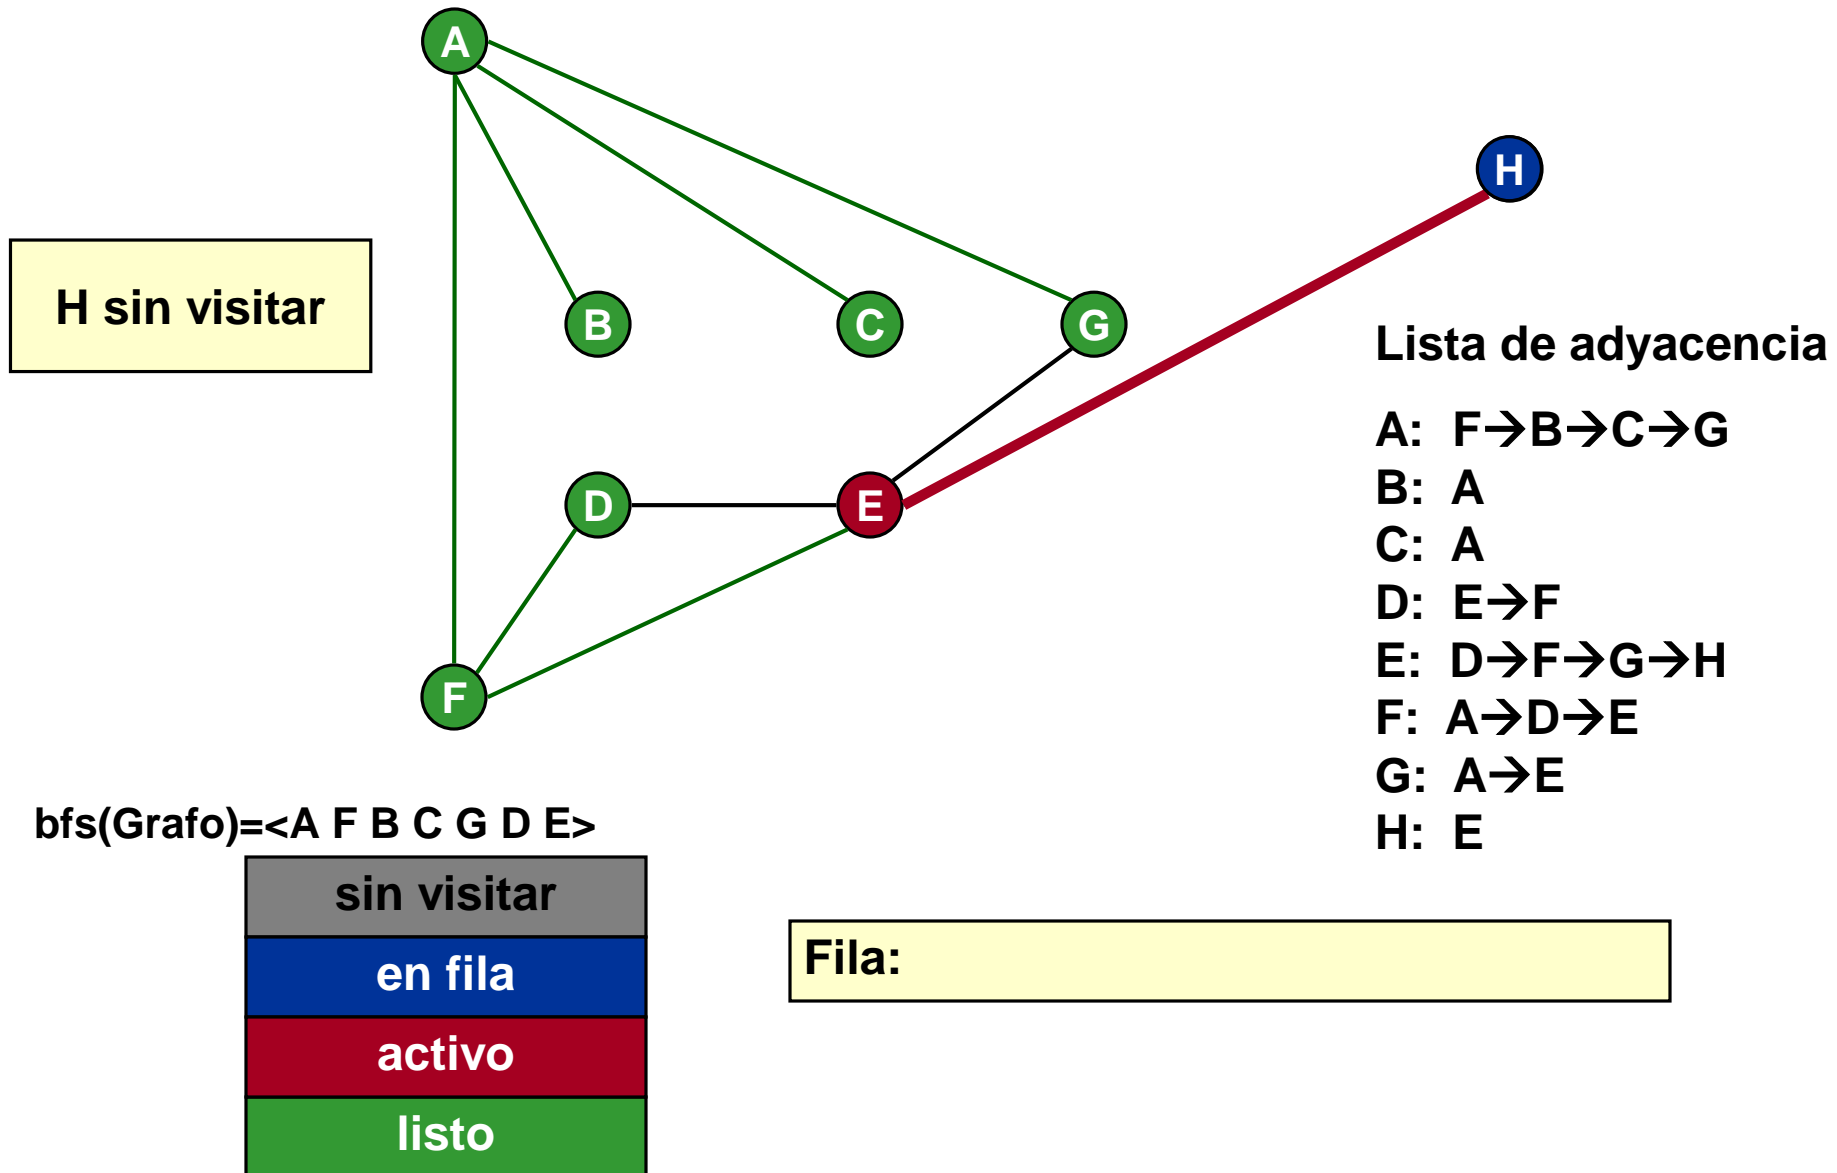 A
H
H sin visitar
B
C
G
Lista de adyacencia
A: F→B→C→G
B: A
C: A
D: E→F
E: D→F→G→H
F: A→D→E
G: A→E
H: E
D
E
F
bfs(Grafo)=<A F B C G D E>
sin visitar
en fila
activo
listo
Fila: